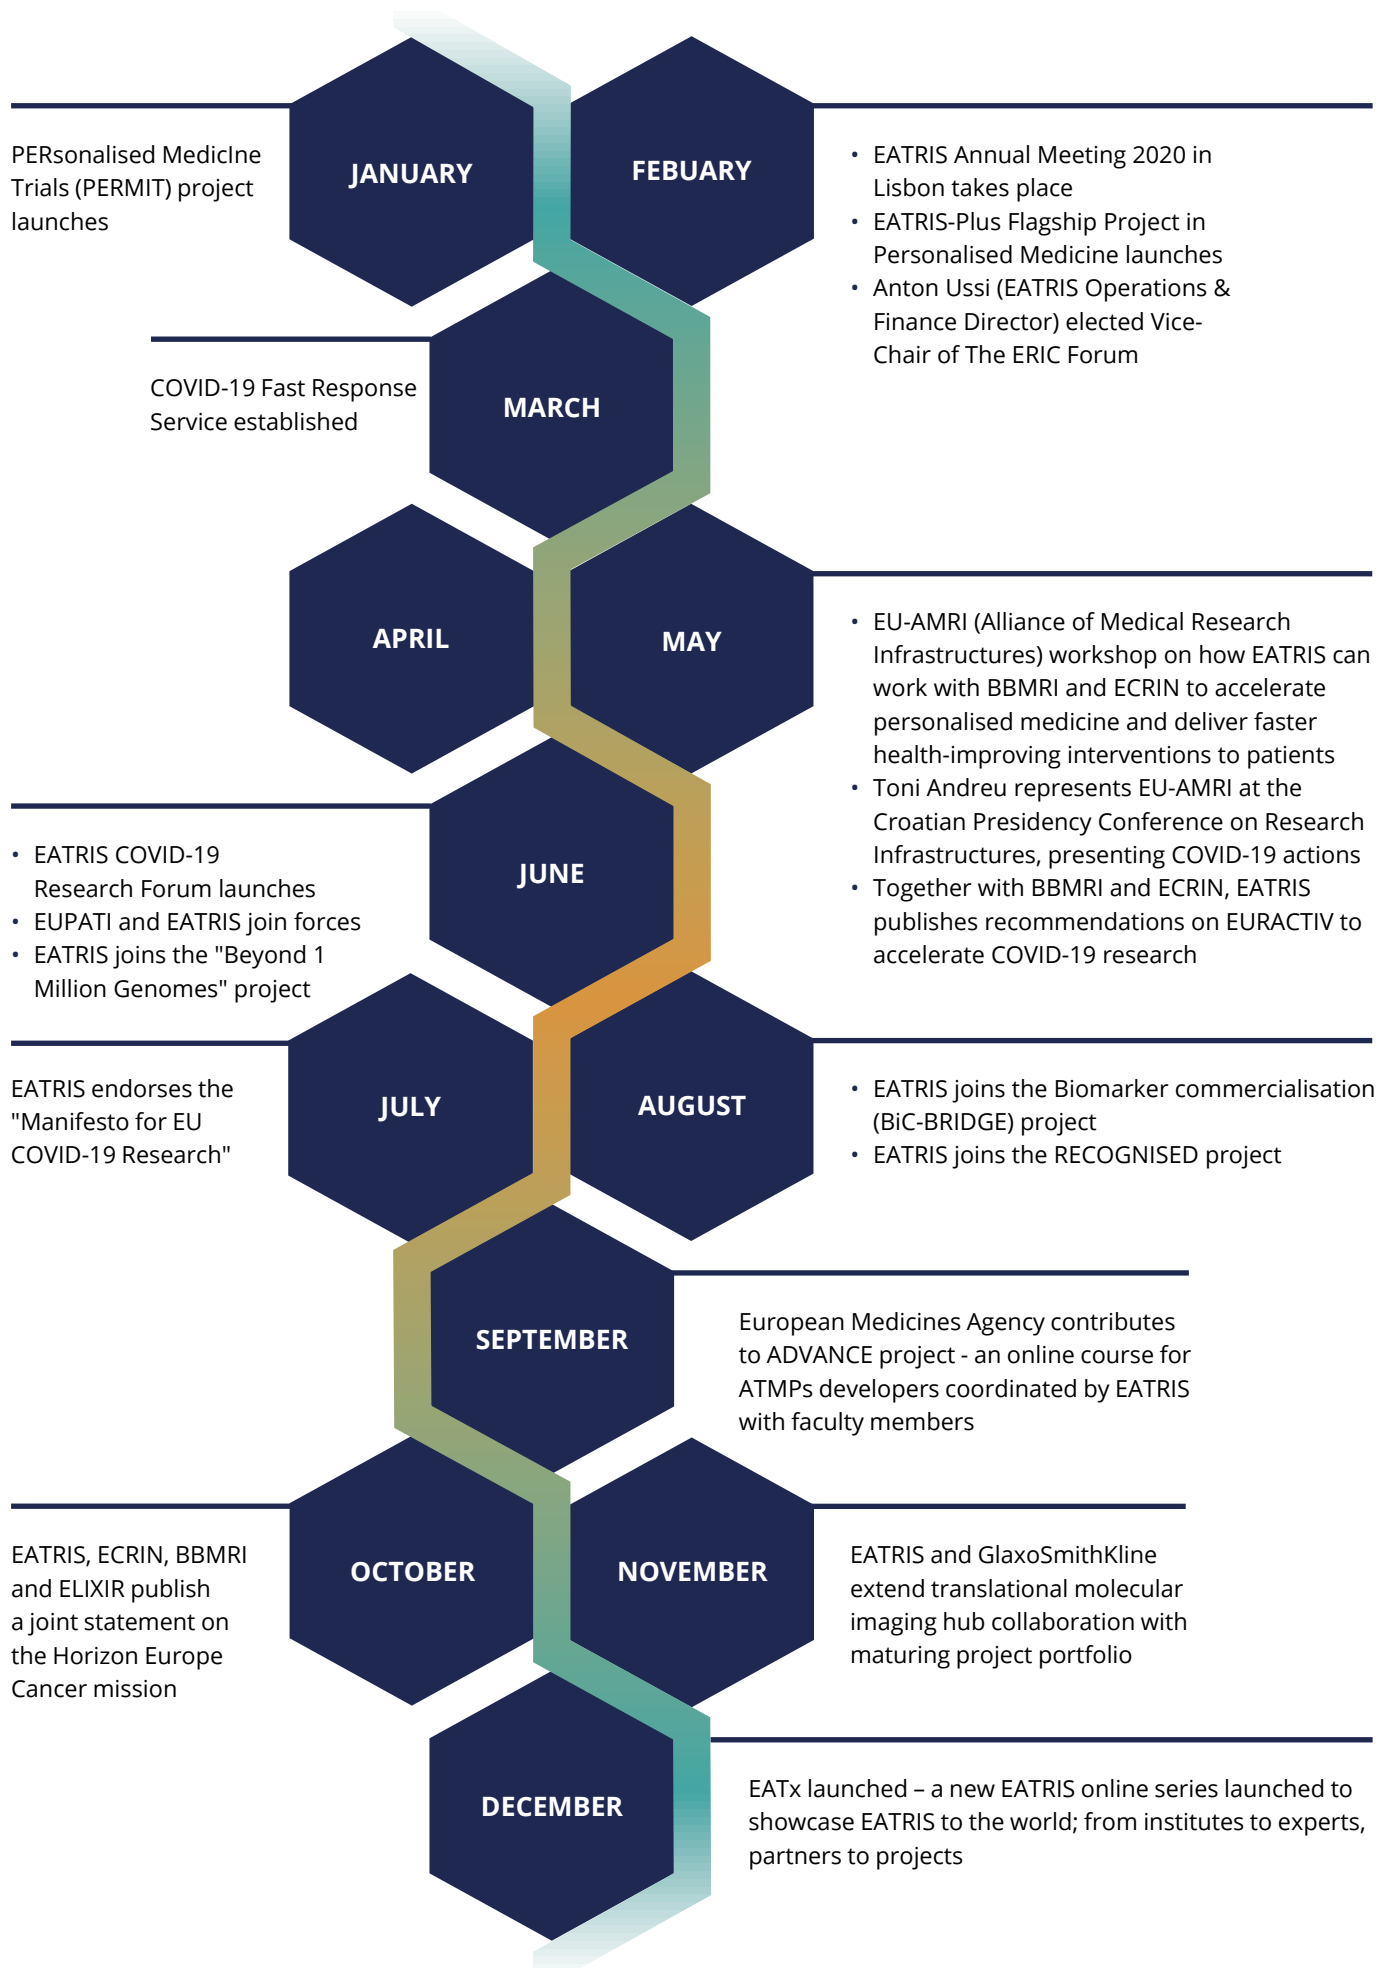 JANUARY
PERsonalised MedicIne
Trials (PERMIT) project
launches
FEBUARY
• EATRIS Annual Meeting 2020 in
Lisbon takes place
• EATRIS-Plus Flagship Project in
Personalised Medicine launches
• Anton Ussi (EATRIS Operations &
Finance Director) elected Vice-
Chair of The ERIC Forum
MARCH
COVID-19 Fast Response
Service established
APRIL
MAY
• EU-AMRI (Alliance of Medical Research
Infrastructures) workshop on how EATRIS can
work with BBMRI and ECRIN to accelerate
personalised medicine and deliver faster
health-improving interventions to patients
• Toni Andreu represents EU-AMRI at the
Croatian Presidency Conference on Research
Infrastructures, presenting COVID-19 actions
• Together with BBMRI and ECRIN, EATRIS
publishes recommendations on EURACTIV to
accelerate COVID-19 research
JUNE
• EATRIS COVID-19
Research Forum launches
• EUPATI and EATRIS join forces
• EATRIS joins the "Beyond 1
Million Genomes" project
JULY
EATRIS endorses the
"Manifesto for EU
COVID-19 Research"
AUGUST
• EATRIS joins the Biomarker commercialisation
(BiC-BRIDGE) project
• EATRIS joins the RECOGNISED project
SEPTEMBER
European Medicines Agency contributes
to ADVANCE project - an online course for
ATMPs developers coordinated by EATRIS
with faculty members
OCTOBER
EATRIS, ECRIN, BBMRI
and ELIXIR publish
a joint statement on
the Horizon Europe
Cancer mission
NOVEMBER
EATRIS and GlaxoSmithKline
extend translational molecular
imaging hub collaboration with
maturing project portfolio
DECEMBER
EATx launched – a new EATRIS online series launched to
showcase EATRIS to the world; from institutes to experts,
partners to projects